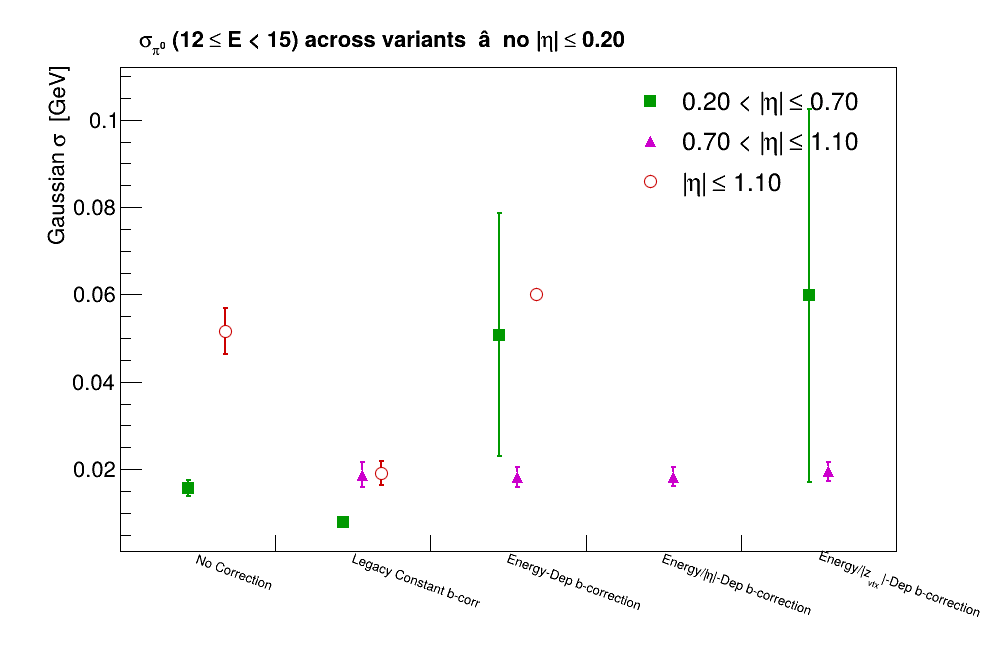 σπ⁰ (12 ≤ E < 15) across variants â no |η| ≤ 0.20
Gaussian σ [GeV]
0.1
0.08
0.06
0.04
0.02
0.20 < |η| ≤ 0.70
0.70 < |η| ≤ 1.10
|η| ≤ 1.10
No Correction
Legacy Constant b-corr
Energy-Dep b-correction
Energy/|η|-Dep b-correction
Energy/|z_vtx|-Dep b-correction